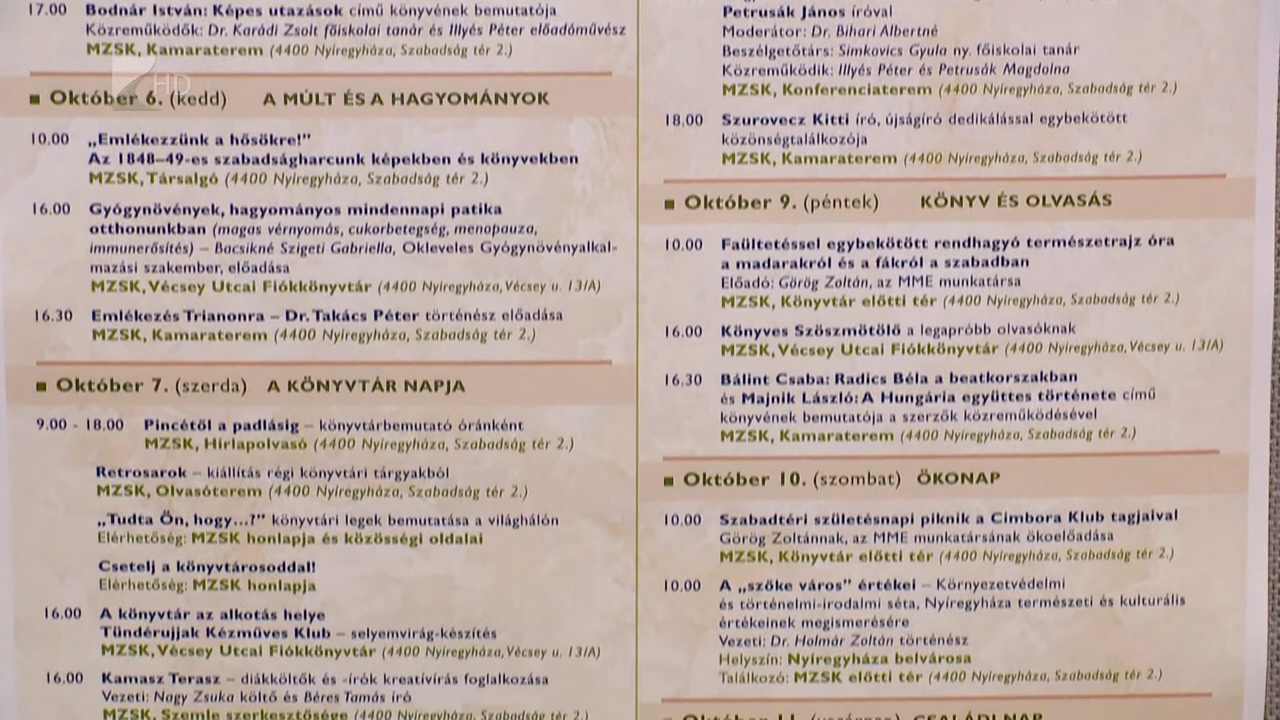 17.00 Bodnár István: Képes utazások című könyvének bemutatója
Közreműködők: Dr. Karádi Zsolt főiskolai tanár és Illyés Péter előadóművész
MZSK, Kamaraterem (4400 Nyíregyháza, Szabadság tér 2.)
HD
Október 6. (kedd) A MÚLT ÉS A HAGYOMÁNYOK
10.00 „Emlékezzünk a hősökre!”
Az 1848–49-es szabadságharcunk képekben és könyvekben
MZSK, Társalgó (4400 Nyíregyháza, Szabadság tér 2.)
16.00 Gyógynövények, hagyományos mindennapi patika
otthonunkban (magas vérnyomás, cukorbetegség, menopauza,
immunerősítés) – Bacsikné Szigeti Gabriella, Okleveles Gyógynövényalkal-
mazási szakember, előadása
MZSK, Vécsey Utcai Fiókkönyvtár (4400 Nyíregyháza, Vécsey u. 13/A)
16.30 Emlékezés Trianonra – Dr. Takács Péter történész előadása
MZSK, Kamaraterem (4400 Nyíregyháza, Szabadság tér 2.)
Október 7. (szerda) A KÖNYVTÁR NAPJA
9.00 - 18.00 Pincétől a padlásig – könyvtárbemutató óránként
MZSK, Hírlapolvasó (4400 Nyíregyháza, Szabadság tér 2.)
Retrosarok – kiállítás régi könyvtári tárgyakból
MZSK, Olvasóterem (4400 Nyíregyháza, Szabadság tér 2.)
„Tudta Ön, hogy...?” könyvtári legek bemutatása a világhálón
Elérhetőség: MZSK honlapja és közösségi oldalai
Csetelj a könyvtárosoddal!
Elérhetőség: MZSK honlapja
16.00 A könyvtár az alkotás helye
Tündérujjak Kézműves Klub – selyemvirág-készítés
MZSK, Vécsey Utcai Fiókkönyvtár (4400 Nyíregyháza, Vécsey u. 13/A)
16.00 Kamasz Terasz – diákköltők és -írók kreatívírás foglalkozása
Vezeti: Nagy Zsuka költő és Béres Tamás író
MZSK, Szemle szerkesztősége (4400 Nyíregyháza, Szabadság tér 2.)
Petrusák János íróval
Moderátor: Dr. Bihari Albertné
Beszélgetőtárs: Simkovics Gyula ny. főiskolai tanár
Közreműködik: Illyés Péter és Petrusák Magdolna
MZSK, Konferenciaterem (4400 Nyíregyháza, Szabadság tér 2.)
18.00 Szurovecz Kitti író, újságíró dedikálással egybekötött
közönségtalálkozója
MZSK, Kamaraterem (4400 Nyíregyháza, Szabadság tér 2.)
Október 9. (péntek) KÖNYV ÉS OLVASÁS
10.00 Faültetéssel egybekötött rendhagyó természetrajz óra
a madarakról és a fákról a szabadban
Előadó: Görög Zoltán, az MME munkatársa
MZSK, Könyvtár előtti tér (4400 Nyíregyháza, Szabadság tér 2.)
16.00 Könyves Szöszmötölő a legapróbb olvasóknak
MZSK, Vécsey Utcai Fiókkönyvtár (4400 Nyíregyháza, Vécsey u. 13/A)
16.30 Bálint Csaba: Radics Béla a beatkorszakban
és Majnik László: A Hungária együttes története című
könyvének bemutatója a szerzők közreműködésével
MZSK, Kamaraterem (4400 Nyíregyháza, Szabadság tér 2.)
Október 10. (szombat) ÖKONAP
10.00 Szabadtéri születésnapi piknik a Cimbora Klub tagjaival
Görög Zoltánnak, az MME munkatársának ökoelőadása
MZSK, Könyvtár előtti tér (4400 Nyíregyháza, Szabadság tér 2.)
10.00 A „szőke város” értékei – Környezetvédelmi
és történelmi-irodalmi séta, Nyíregyháza természeti és kulturális
értékeinek megismerésére
Vezeti: Dr. Holmár Zoltán történész
Helyszín: Nyíregyháza belvárosa
Találkozó: MZSK előtti tér (4400 Nyíregyháza, Szabadság tér 2.)
Október 11. (vasárnap) CSALÁDI NAP